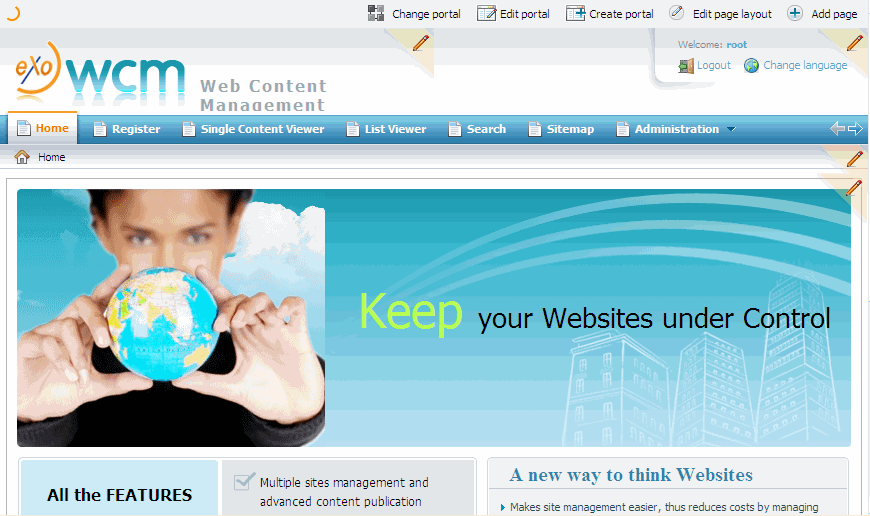 Change portal Edit portal Create portal Edit page layout Add page
Welcome: root
Logout Change language
eXo wcm Web Content
Management
Home Register Single Content Viewer List Viewer Search Sitemap Administration
Home
Keep your Websites under Control
All the FEATURES
Multiple sites management and
advanced content publication
A new way to think Websites
Makes site management easier, thus reduces costs by managing